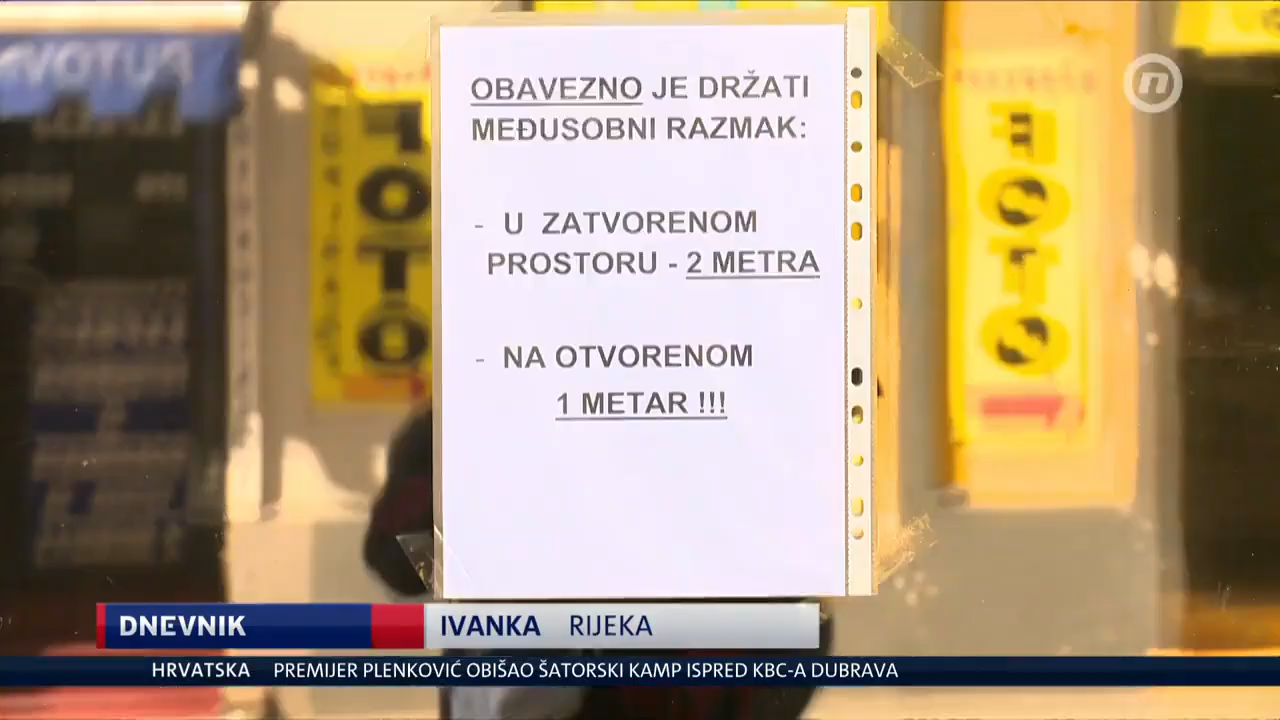 OBAVEZNO JE DRŽATI
MEĐUSOBNI RAZMAK:
- U ZATVORENOM
PROSTORU - 2 METRA
- NA OTVORENOM
1 METAR !!!
FOTO
FOTO
DNEVNIK
IVANKA RIJEKA
HRVATSKA PREMIJER PLENKOVIĆ OBIŠAO ŠATORSKI KAMP ISPRED KBC-A DUBRAVA